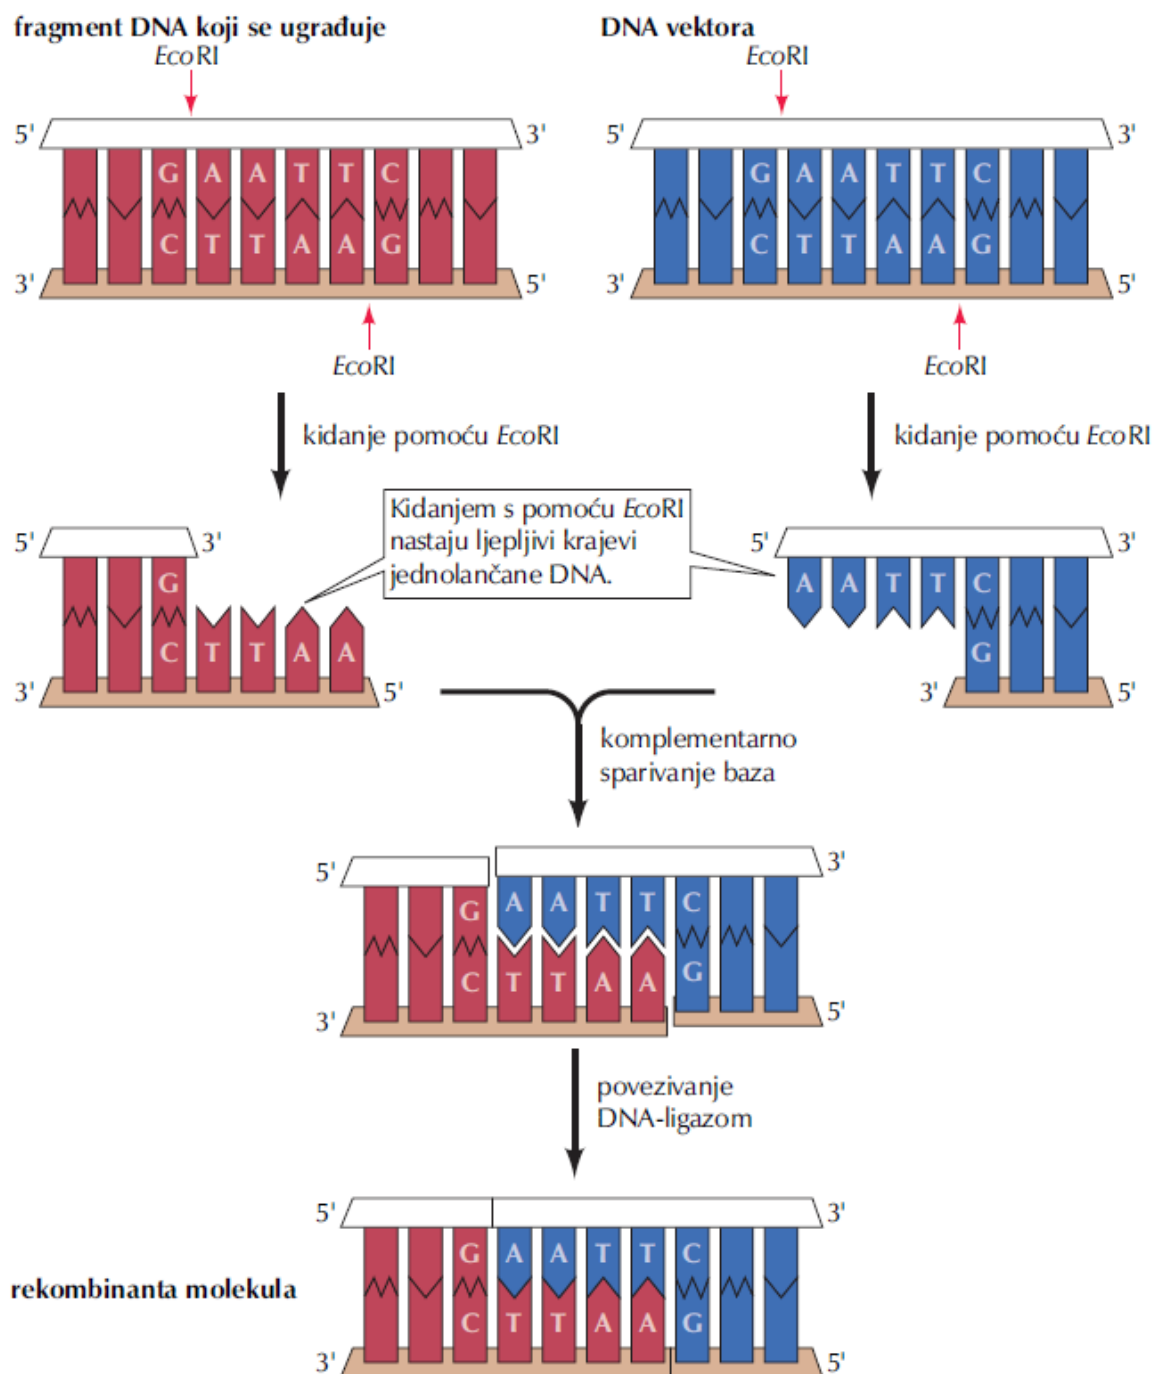 fragment DNA koji se ugrađuje
EcoRI
5' 3'
G A A T T C
C T T A A G
3' 5'
EcoRI
DNA vektora
EcoRI
5' 3'
G A A T T C
C T T A A G
3' 5'
EcoRI
kidanje pomoću EcoRI
kidanje pomoću EcoRI
Kidanjem s pomoću EcoRI
nastaju ljepljivi krajevi
jednolančane DNA.
5' 3'
G
C T T A A
3' 5'
5' 3'
A A T T C
G
3' 5'
komplementarno
sparivanje baza
5' 3'
G A A T T C
C T T A A G
3' 5'
povezivanje
DNA-ligazom
5' 3'
G A A T T C
rekombinanta molekula
C T T A A G
3' 5'